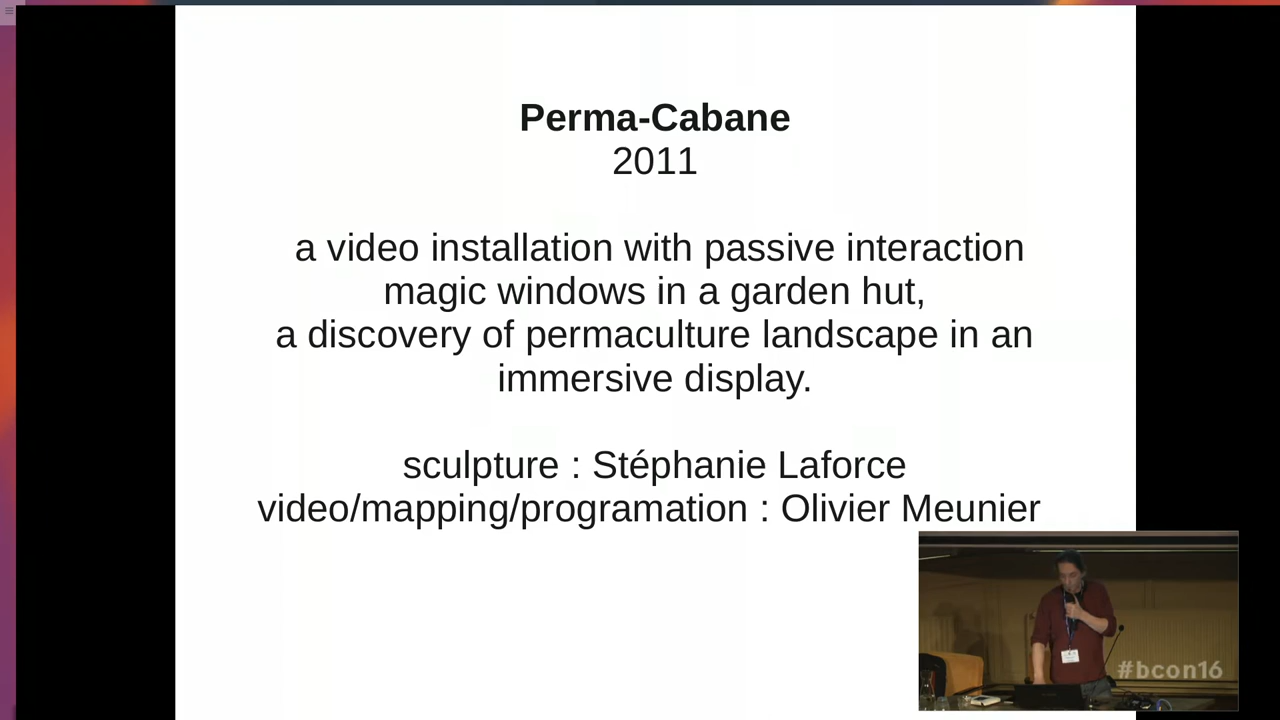 Perma-Cabane
2011
a video installation with passive interaction
magic windows in a garden hut,
a discovery of permaculture landscape in an
immersive display.
sculpture : Stéphanie Laforce
video/mapping/programation : Olivier Meunier
#bcon16